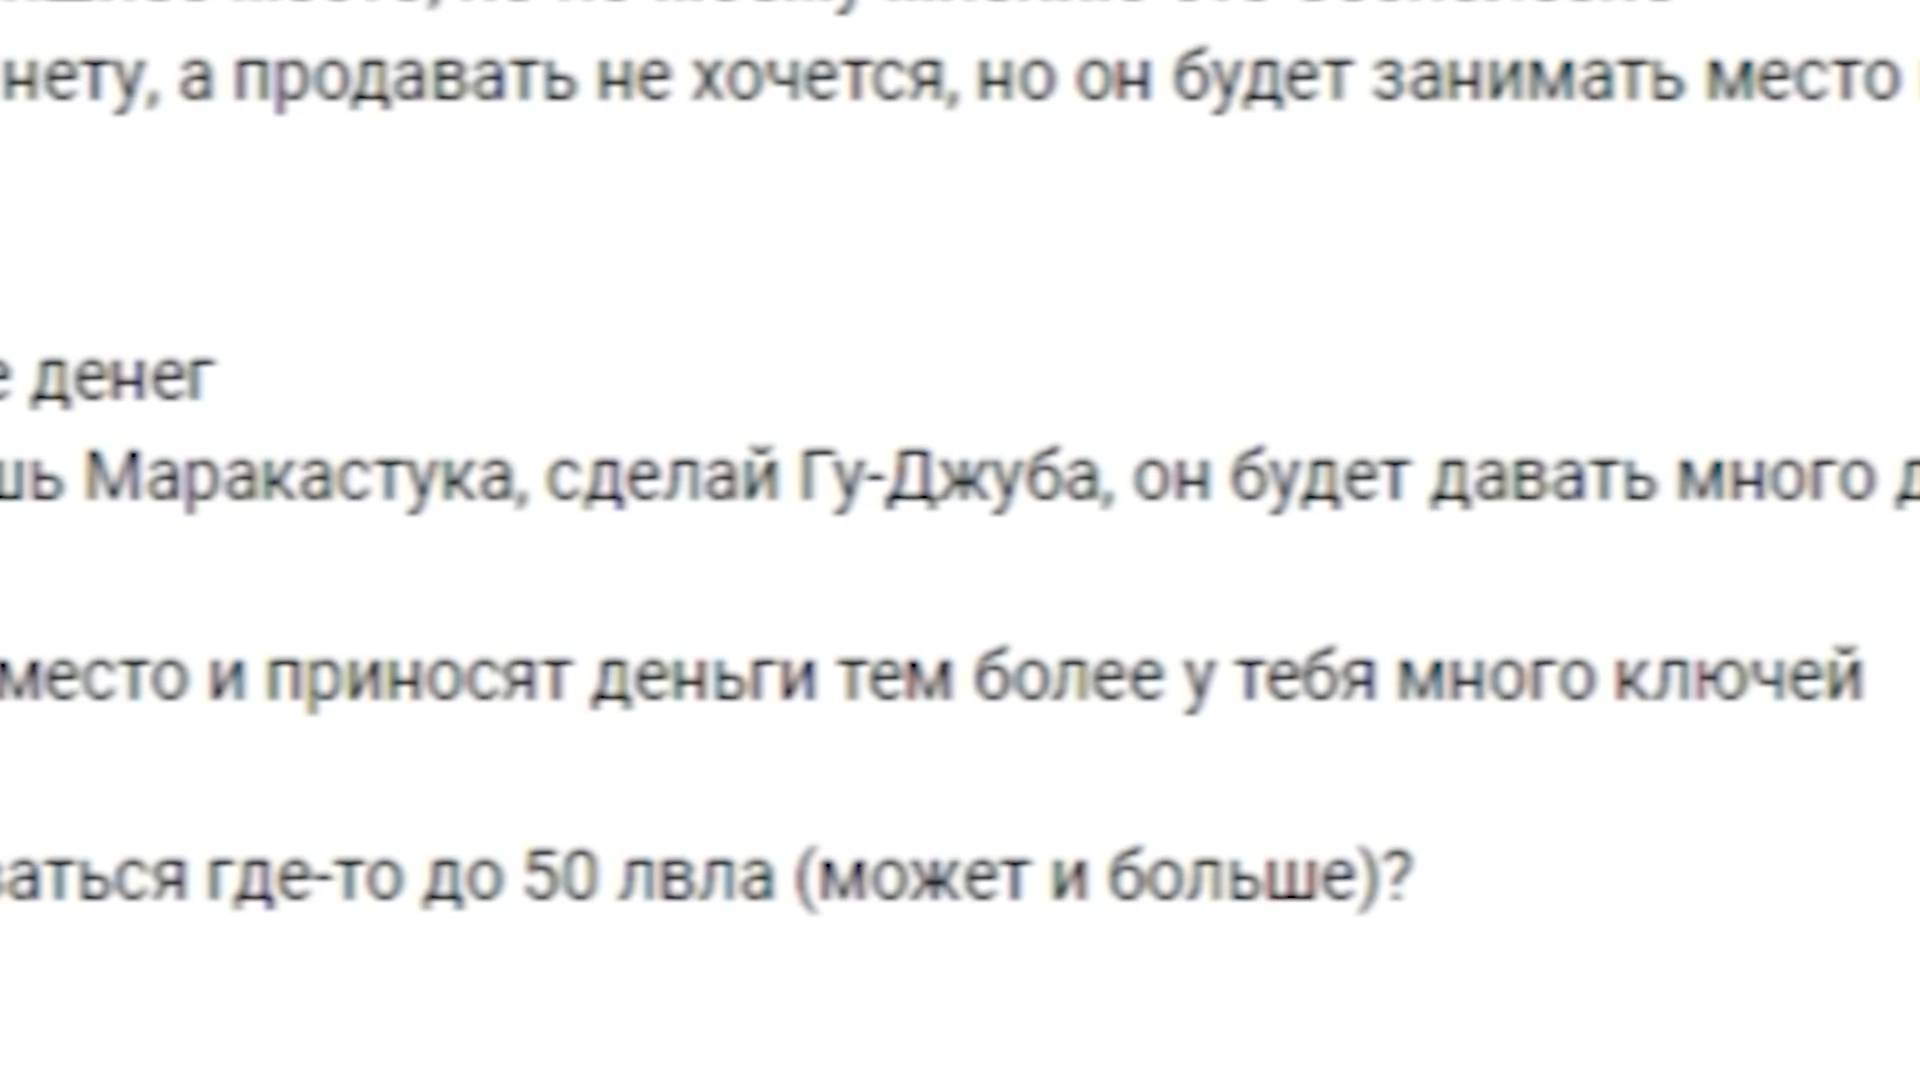 нету, а продавать не хочется, но он будет занимать место
денег
Маракастука, сделай Гу-Джуба, он будет давать много
место и приносят деньги тем более у тебя много ключей
где-то до 50 лвла (может и больше)?